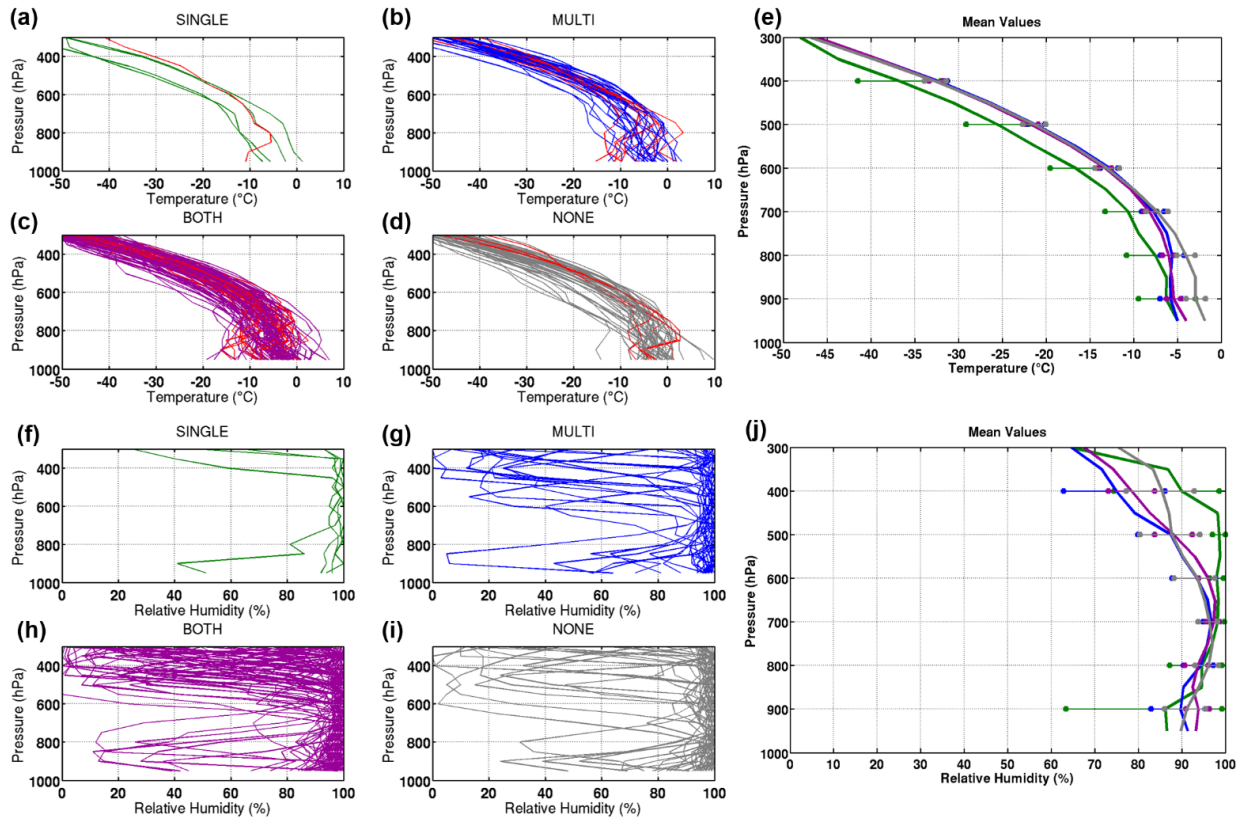 (a)
SINGLE
400
600
800
1000
-50 -40 -30 -20 -10 0 10
Pressure (hPa)
Temperature (°C)
(b)
MULTI
400
600
800
1000
-50 -40 -30 -20 -10 0 10
Pressure (hPa)
Temperature (°C)
(c)
BOTH
400
600
800
1000
-50 -40 -30 -20 -10 0 10
Pressure (hPa)
Temperature (°C)
(d)
NONE
400
600
800
1000
-50 -40 -30 -20 -10 0 10
Pressure (hPa)
Temperature (°C)
(e)
Mean Values
300
400
500
600
700
800
900
1000
-50 -45 -40 -35 -30 -25 -20 -15 -10 -5 0
Pressure (hPa)
Temperature (°C)
(f)
SINGLE
400
600
800
1000
0 20 40 60 80 100
Pressure (hPa)
Relative Humidity (%)
(g)
MULTI
400
600
800
1000
0 20 40 60 80 100
Pressure (hPa)
Relative Humidity (%)
(h)
BOTH
400
600
800
1000
0 20 40 60 80 100
Pressure (hPa)
Relative Humidity (%)
(i)
NONE
400
600
800
1000
0 20 40 60 80 100
Pressure (hPa)
Relative Humidity (%)
(j)
Mean Values
300
400
500
600
700
800
900
1000
0 10 20 30 40 50 60 70 80 90 100
Pressure (hPa)
Relative Humidity (%)